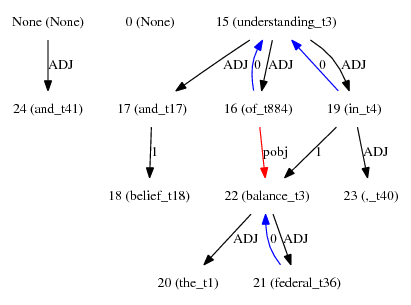 None (None) 0 (None) 15 (understanding_t3)
ADJ ADJ 0 ADJ 0 ADJ
24 (and_t41) 17 (and_t17) 16 (of_t884) 19 (in_t4)
1 pobj 1 ADJ
18 (belief_t18) 22 (balance_t3) 23 (,_t40)
ADJ 0 ADJ
20 (the_t1) 21 (federal_t36)